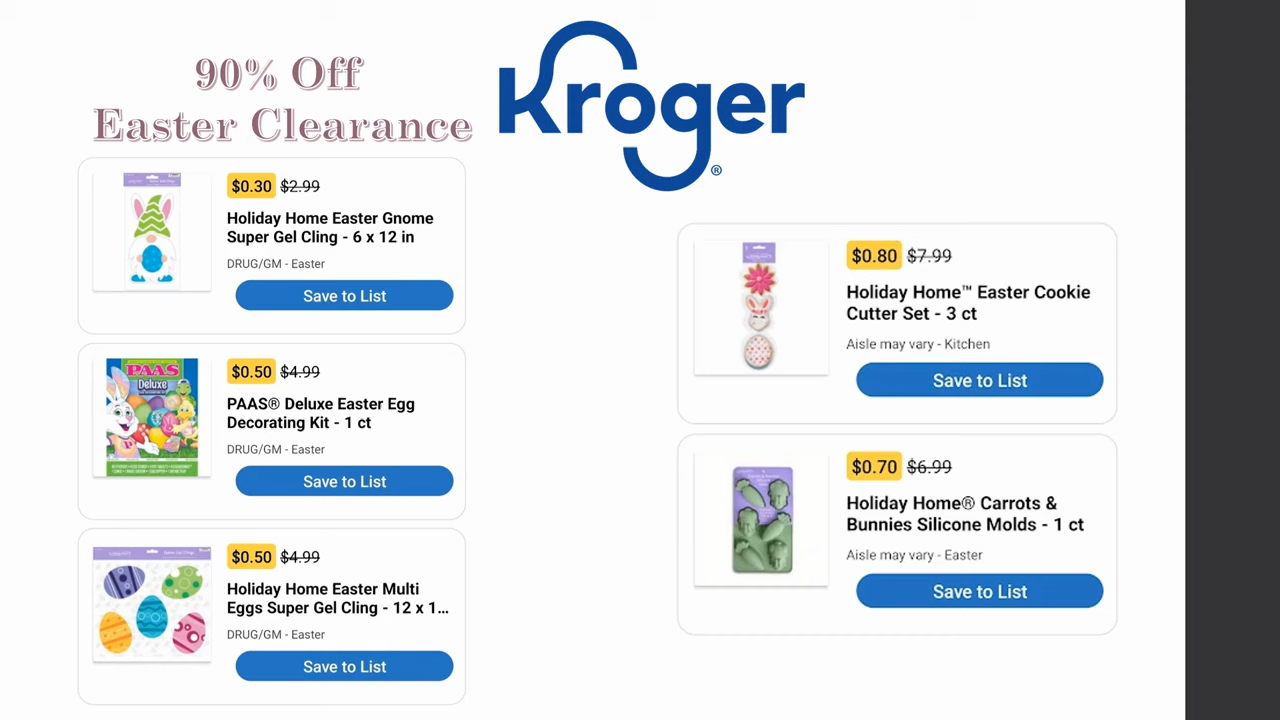 90% Off
Easter Clearance
Kroger®
$0.30 $2.99
Holiday Home Easter Gnome
Super Gel Cling - 6 x 12 in
DRUG/GM - Easter
Save to List
PAAS
Deluxe
$0.50 $4.99
PAAS® Deluxe Easter Egg
Decorating Kit - 1 ct
DRUG/GM - Easter
Save to List
$0.50 $4.99
Holiday Home Easter Multi
Eggs Super Gel Cling - 12 x 1...
DRUG/GM - Easter
Save to List
$0.80 $7.99
Holiday Home™ Easter Cookie
Cutter Set - 3 ct
Aisle may vary - Kitchen
Save to List
$0.70 $6.99
Holiday Home® Carrots &
Bunnies Silicone Molds - 1 ct
Aisle may vary - Easter
Save to List